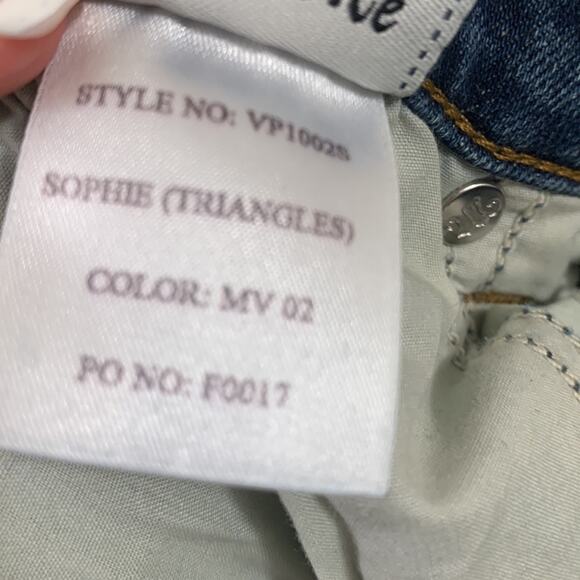 STYLE NO: VP1002S
SOPHIE (TRIANGLES)
COLOR: MV 02
PO NO: F0017